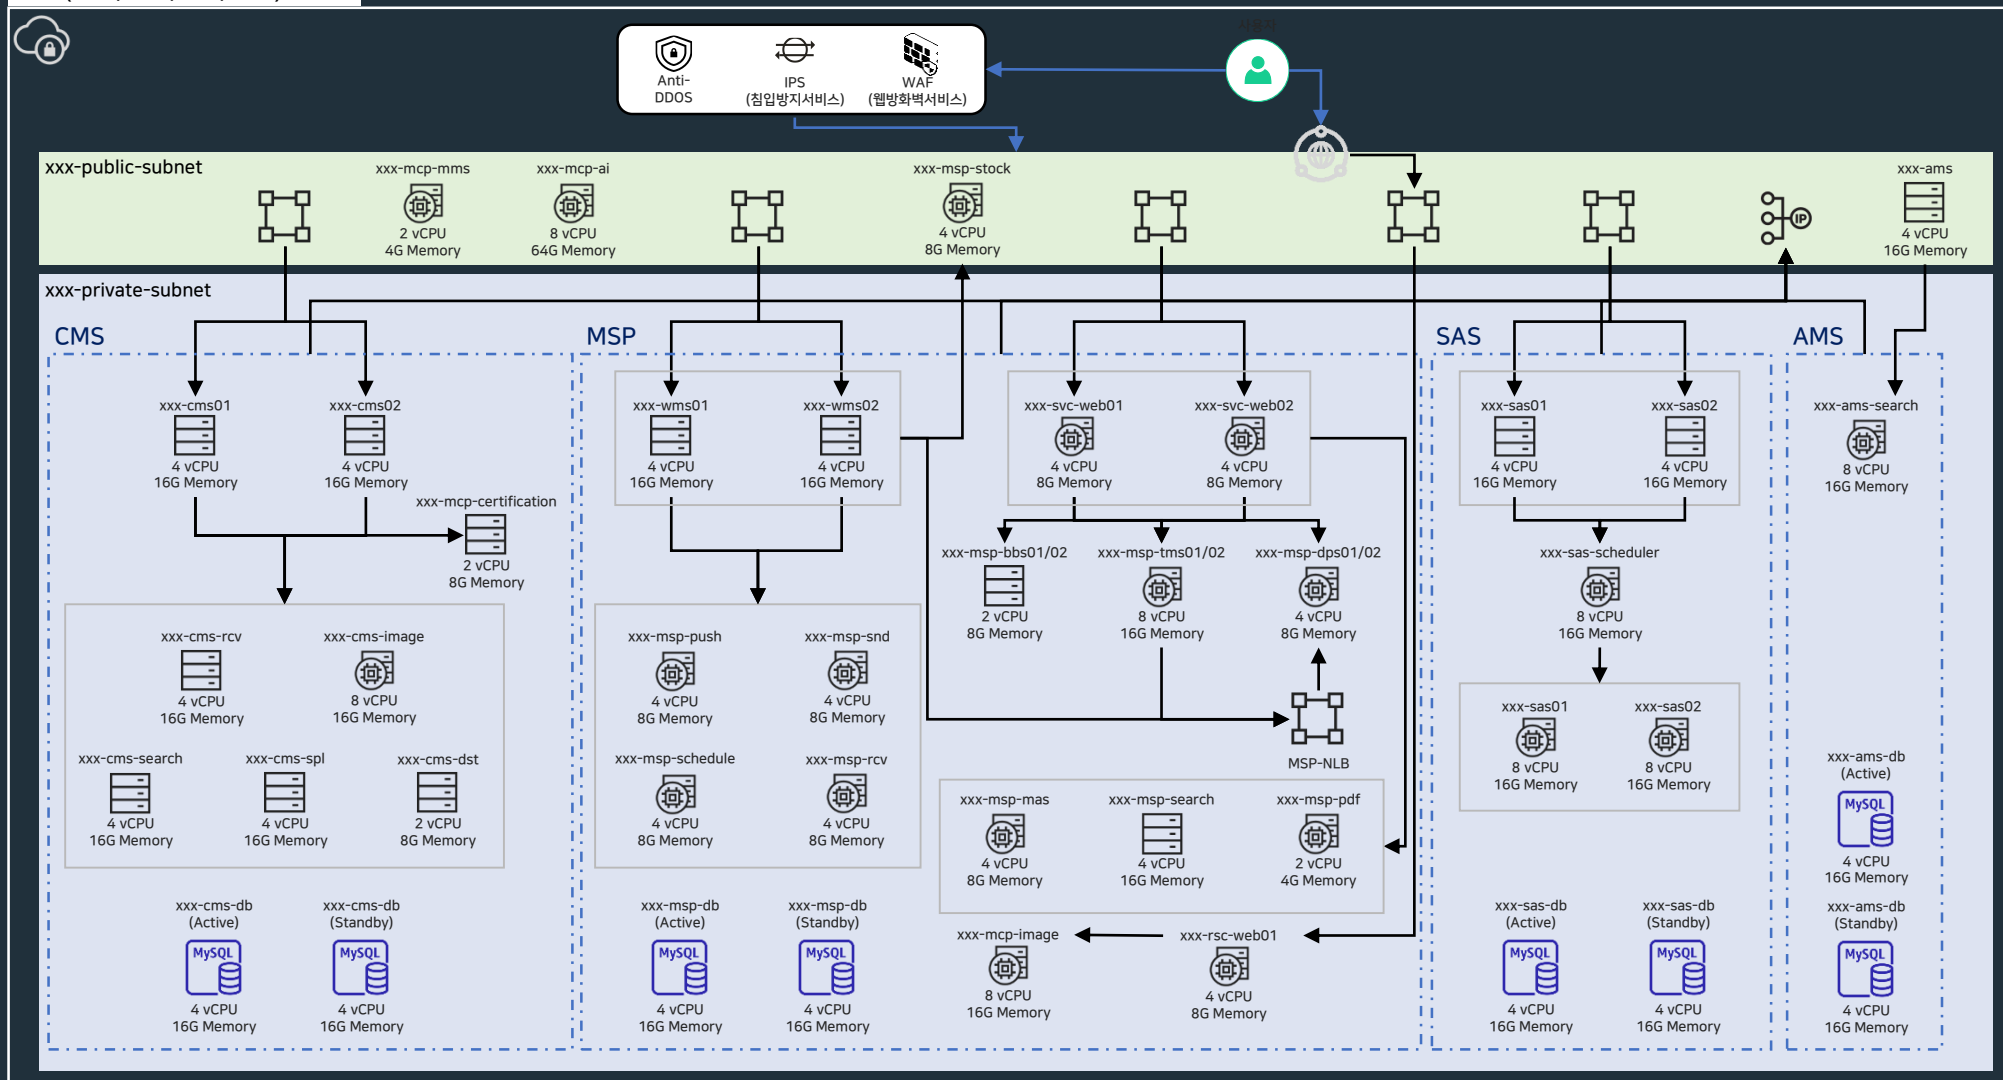 Anti-
DDOS
IPS
(침입방지서비스)
WAF
(웹방화벽서비스)
xxx-public-subnet
xxx-mcp-mms
2 vCPU
4G Memory
xxx-mcp-ai
8 vCPU
64G Memory
xxx-msp-stock
4 vCPU
8G Memory
IP
xxx-ams
4 vCPU
16G Memory
xxx-private-subnet
CMS
xxx-cms01
4 vCPU
16G Memory
xxx-cms02
4 vCPU
16G Memory
xxx-mcp-certification
2 vCPU
8G Memory
xxx-cms-rcv
4 vCPU
16G Memory
xxx-cms-image
8 vCPU
16G Memory
xxx-cms-search
4 vCPU
16G Memory
xxx-cms-spl
4 vCPU
16G Memory
xxx-cms-dst
2 vCPU
8G Memory
xxx-cms-db
(Active)
MySQL
4 vCPU
16G Memory
xxx-cms-db
(Standby)
MySQL
4 vCPU
16G Memory
MSP
xxx-wms01
4 vCPU
16G Memory
xxx-wms02
4 vCPU
16G Memory
xxx-svc-web01
4 vCPU
8G Memory
xxx-svc-web02
4 vCPU
8G Memory
xxx-msp-bbs01/02
2 vCPU
8G Memory
xxx-msp-tms01/02
8 vCPU
16G Memory
xxx-msp-dps01/02
4 vCPU
8G Memory
xxx-msp-push
4 vCPU
8G Memory
xxx-msp-snd
4 vCPU
8G Memory
xxx-msp-schedule
4 vCPU
8G Memory
xxx-msp-rcv
4 vCPU
8G Memory
MSP-NLB
xxx-msp-mas
4 vCPU
8G Memory
xxx-msp-search
4 vCPU
16G Memory
xxx-msp-pdf
2 vCPU
4G Memory
xxx-msp-db
(Active)
MySQL
4 vCPU
16G Memory
xxx-msp-db
(Standby)
MySQL
4 vCPU
16G Memory
xxx-mcp-image
8 vCPU
16G Memory
xxx-rsc-web01
4 vCPU
8G Memory
SAS
xxx-sas01
4 vCPU
16G Memory
xxx-sas02
4 vCPU
16G Memory
xxx-sas-scheduler
8 vCPU
16G Memory
xxx-sas01
8 vCPU
16G Memory
xxx-sas02
8 vCPU
16G Memory
xxx-sas-db
(Active)
MySQL
4 vCPU
16G Memory
xxx-sas-db
(Standby)
MySQL
4 vCPU
16G Memory
AMS
xxx-ams-search
8 vCPU
16G Memory
xxx-ams-db
(Active)
MySQL
4 vCPU
16G Memory
xxx-ams-db
(Standby)
MySQL
4 vCPU
16G Memory